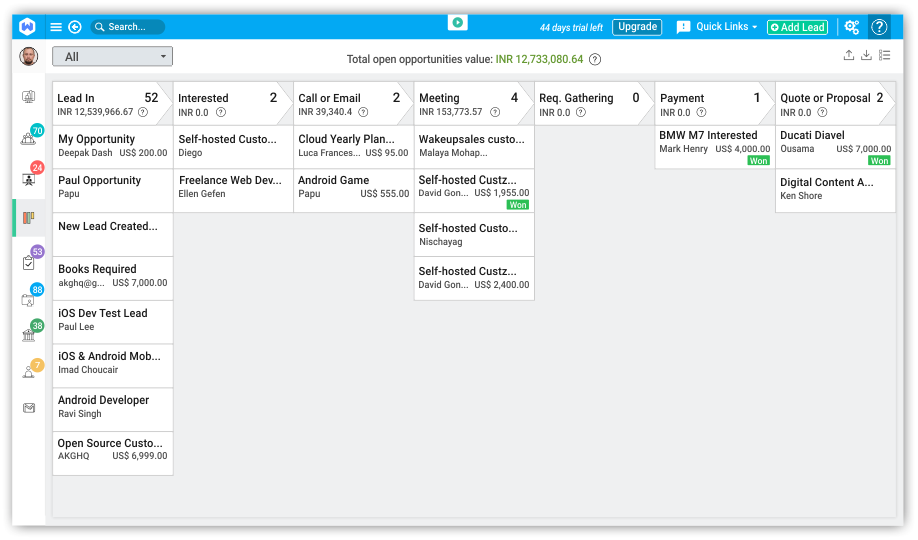 Search...
44 days trial left
Upgrade
Quick Links
Add Lead
?
All
Total open opportunities value: INR 12,733,080.64 ?
Lead In 52
INR 12,539,966.67 ?
My Opportunity
Deepak Dash US$ 200.00
Paul Opportunity
Papu
New Lead Created...
Books Required
akghq@g... US$ 7,000.00
iOS Dev Test Lead
Paul Lee
iOS & Android Mob...
Imad Choucair
Android Developer
Ravi Singh
Open Source Custo...
AKGHQ US$ 6,999.00
Interested 2
INR 0.0 ?
Self-hosted Custo...
Diego
Freelance Web Dev...
Ellen Gefen
Call or Email 2
INR 39,340.4 ?
Cloud Yearly Plan...
Luca Frances... US$ 95.00
Android Game
Papu US$ 555.00
Meeting 4
INR 153,773.57 ?
Wakeupsales custo...
Malaya Mohap...
Self-hosted Custz...
David Gon... US$ 1,955.00
Won
Self-hosted Custo...
Nischayag
Self-hosted Custz...
David Gon... US$ 2,400.00
Req. Gathering 0
INR 0.0 ?
Payment 1
INR 0.0 ?
BMW M7 Interested
Mark Henry US$ 4,000.00
Won
Quote or Proposal 2
INR 0.0 ?
Ducati Diavel
Ousama US$ 7,000.00
Won
Digital Content A...
Ken Shore
70
24
53
88
38
7